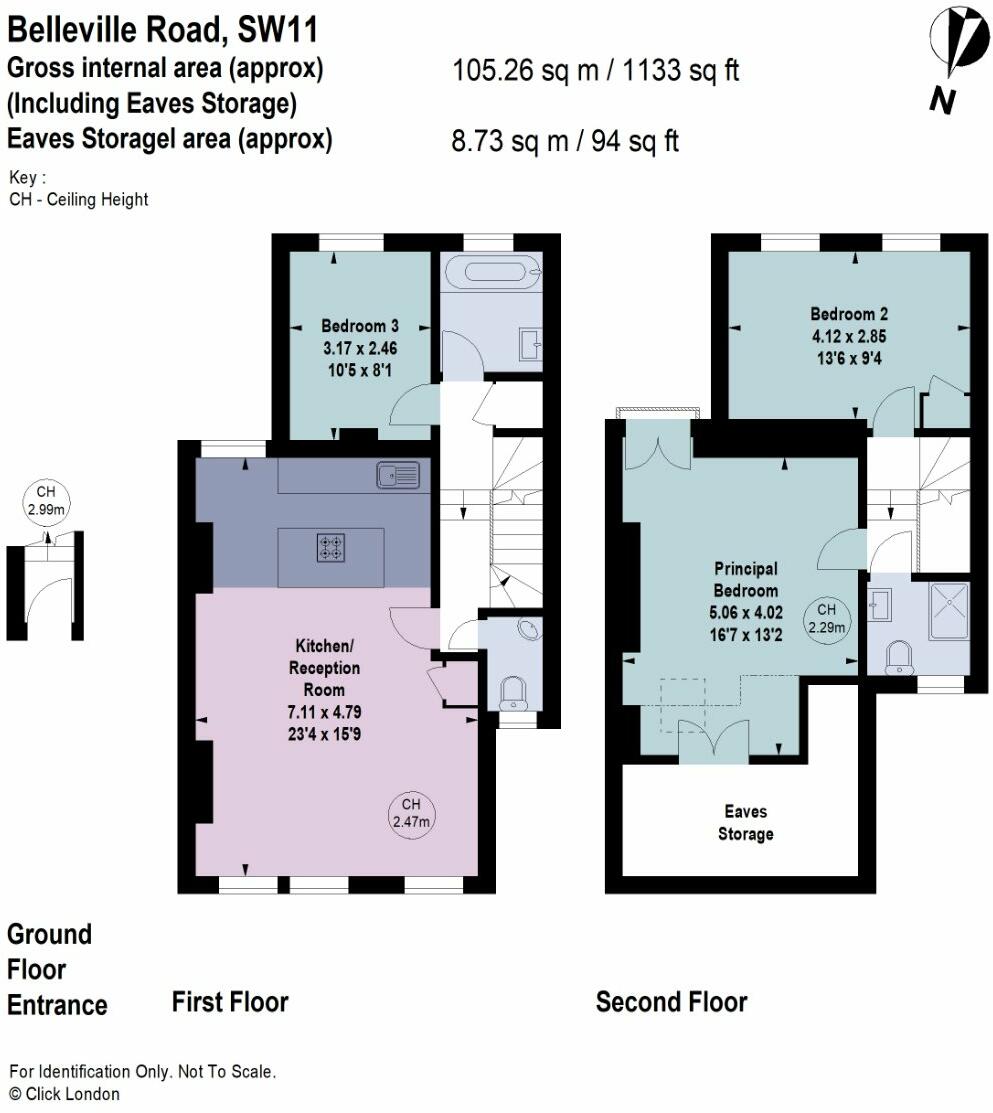 Belleville Road, SW11
Gross internal area (approx) 105.26 sq m / 1133 sq ft
(Including Eaves Storage)
Eaves Storagel area (approx) 8.73 sq m / 94 sq ft
Key :
CH - Ceiling Height
N
CH
2.99m
Bedroom 3
3.17 x 2.46
10'5 x 8'1
Kitchen/
Reception
Room
7.11 x 4.79
23'4 x 15'9
CH
2.47m
Bedroom 2
4.12 x 2.85
13'6 x 9'4
Principal
Bedroom
5.06 x 4.02
16'7 x 13'2
CH
2.29m
Eaves
Storage
Ground
Floor
Entrance
First Floor
Second Floor
For Identification Only. Not To Scale.
© Click London